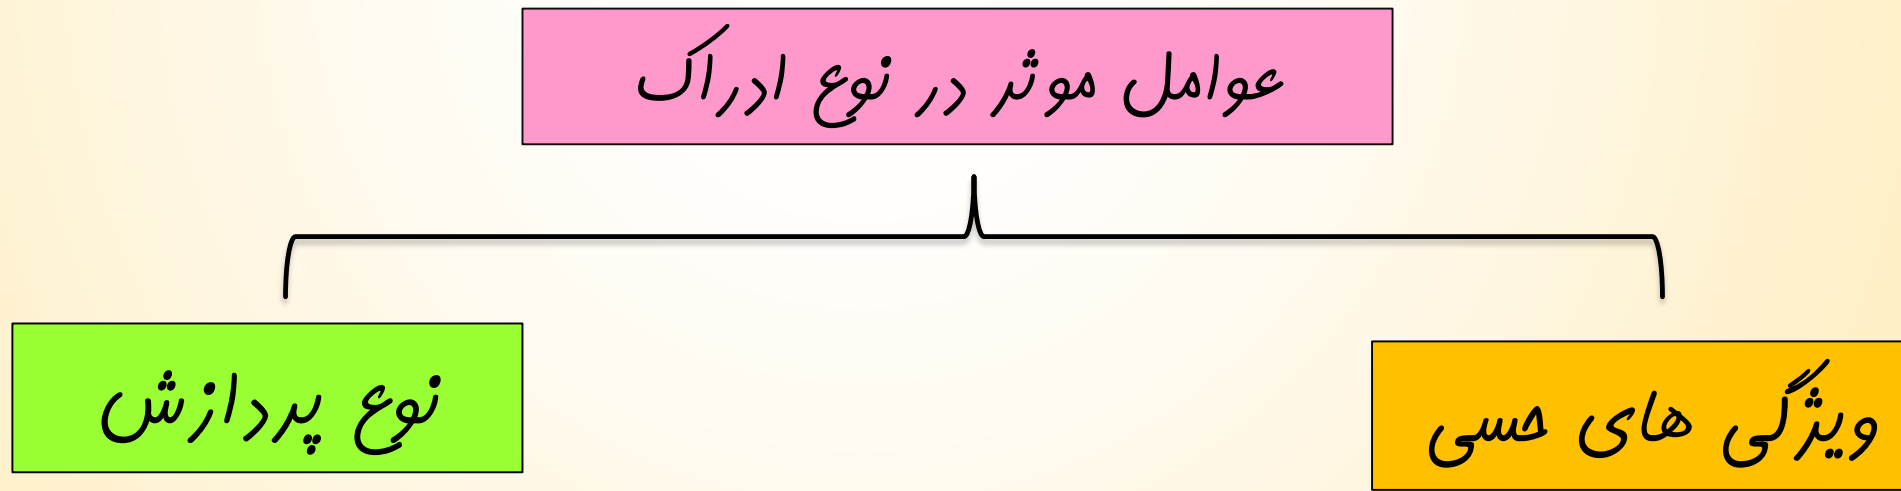 عوامل موثر در نوع ادراک
ویژگی های حسی
نوع پردازش